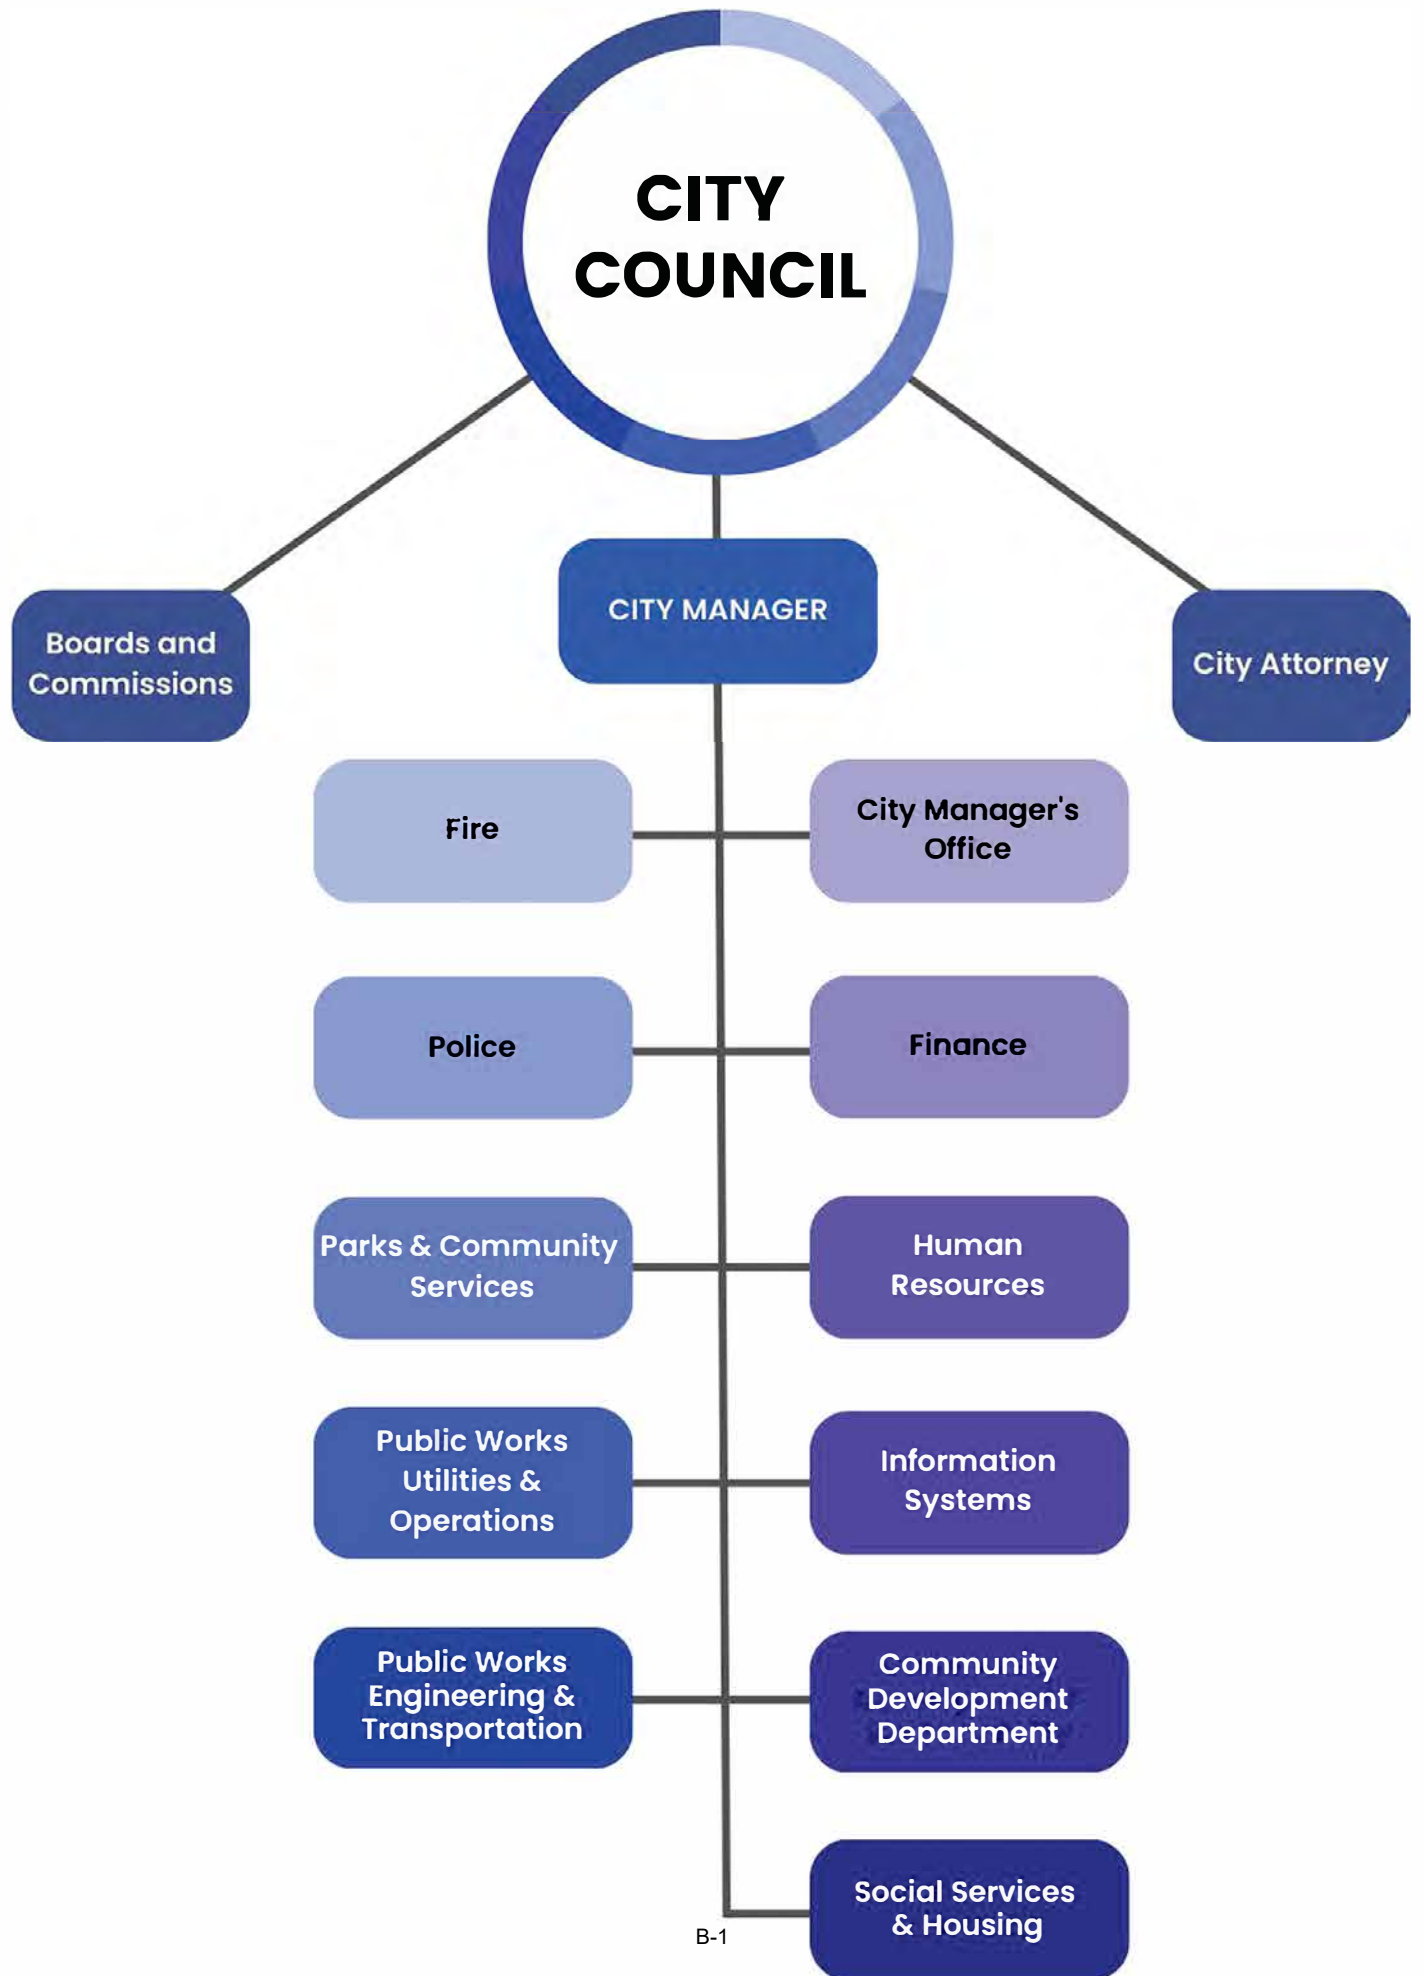 CITY
COUNCIL
CITY MANAGER
Boards and
Commissions
City Attorney
Fire
City Manager's
Office
Police
Finance
Parks & Community
Services
Human
Resources
Public Works
Utilities &
Operations
Information
Systems
Public Works
Engineering &
Transportation
Community
Development
Department
Social Services
& Housing
B-1